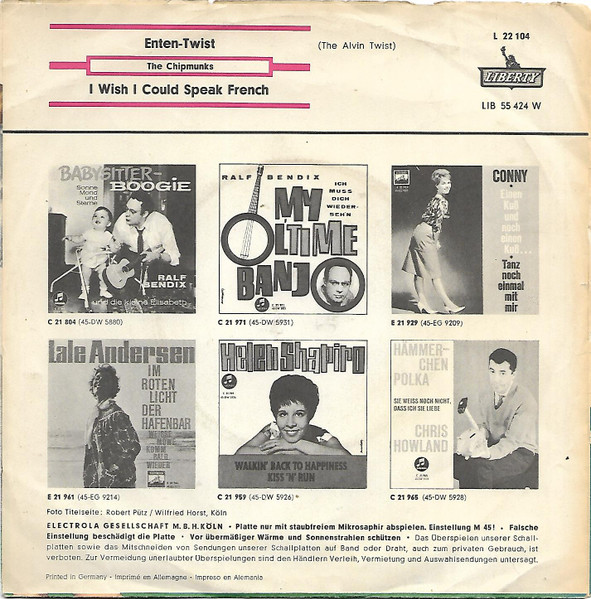 Enten-Twist
(The Alvin Twist)
The Chipmunks
I Wish I Could Speak French
L 22 104
LIBERTY
LIB 55 424 W
BABYSITTER-
BOOGIE
Sonne
Mond
und
Sterne
RALF
BENDIX
und die kleine Elisabeth
C 21 804 (45-DW 5880)
RALF BENDIX
ICH
MUSS
DICH
WIEDER-
SEH'N
MY
OLTIME
BANJO
C 21 971 (45-DW 5931)
CONNY
Einen
Kuß
und
noch
einen
Kuß...
Tanz
noch
einmal
mit
mir
E 21 929 (45-EG 9209)
Lale Andersen
IM
ROTEN
LICHT
DER
HAFENBAR
WEISSE
MÖWE
KOMM
BALD
WIEDER
E 21 961 (45-EG 9214)
Helen Shapiro
WALKIN' BACK TO HAPPINESS
KISS 'N' RUN
C 21 959 (45-DW 5926)*
HÄMMER-
CHEN
POLKA
SIE WEISS NOCH NICHT,
DASS ICH SIE LIEBE
CHRIS
HOWLAND
C 21 965 (45-DW 5928)
Foto Titelseite: Robert Pütz / Wilfried Horst, Köln
ELECTROLA GESELLSCHAFT M.B.H. KÖLN • Platte nur mit staubfreiem Mikrosaphir abspielen. Einstellung M 45! • Falsche
Einstellung beschädigt die Platte • Vor übermäßiger Wärme und Sonnenstrahlen schützen • Das Überspielen unserer Schall-
platten sowie das Mitschneiden von Sendungen unserer Schallplatten auf Band oder Draht, auch zum privaten Gebrauch, ist
verboten. Zur Vermeidung unerlaubter Überspielungen sind den Händlern Verleih, Vermietung und Auswahlsendungen untersagt.
Printed in Germany - Imprimé en Allemagne - Impreso en Alemania